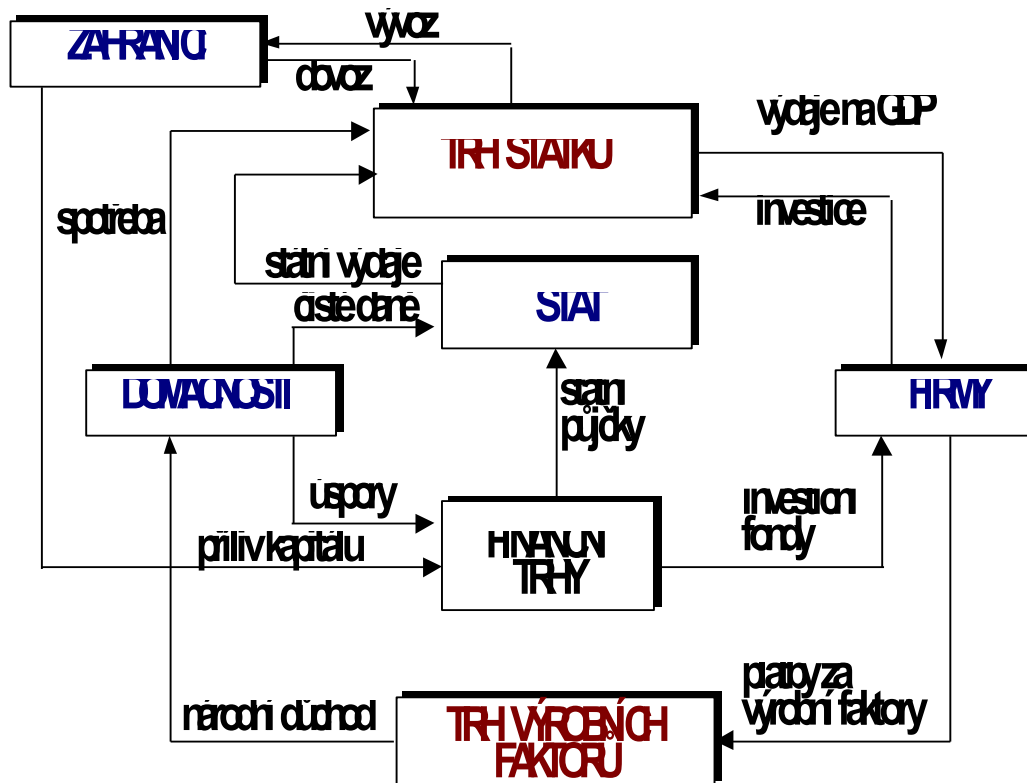 ZAHRANIČÍ
vývoz
dovoz
výdaje na GDP
TRH STATKŮ
investice
spotřeba
státní výdaje
čisté daně
STÁT
DOMÁCNOSTI
státní
půjčky
FIRMY
úspory
investiční
fondy
příliv kapitálu
FINANČNÍ
TRHY
platby za
výrobní faktory
národní důchod
TRH VÝROBNÍCH
FAKTORŮ